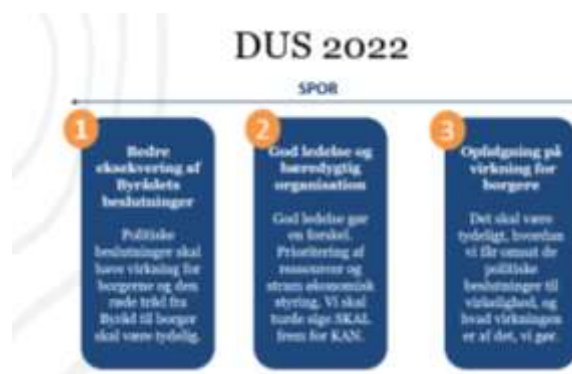 DUS 2022
SPOR
1
Bedre
eksekvering af
Byrådets
beslutninger
Politiske
beslutninger skal
have virkning for
borgerne og den
røde tråd fra
Byråd til borger
skal være tydelig.
2
God ledelse og
bæredygtig
organisation
God ledelse gør
en forskel.
Prioritering af
ressourcer og
stram økonomisk
styring. Vi skal
turde sige SKAL
frem for KAN.
3
Opfølgning på
virkning for
borgere
Det skal være
tydeligt, hvordan
vi får omsat de
politiske
beslutninger til
virkelighed, og
hvad virkningen
er af det, vi gør.